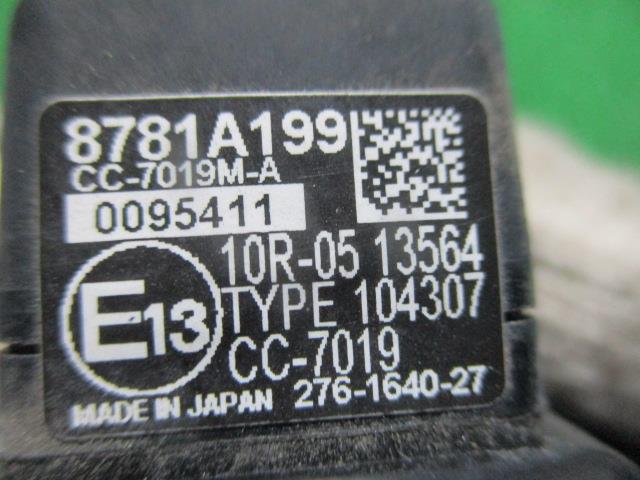 8781A199
CC-7019M-A
0095411
10R-05 13564
E13
TYPE 104307
CC-7019
MADE IN JAPAN 276-1640-27